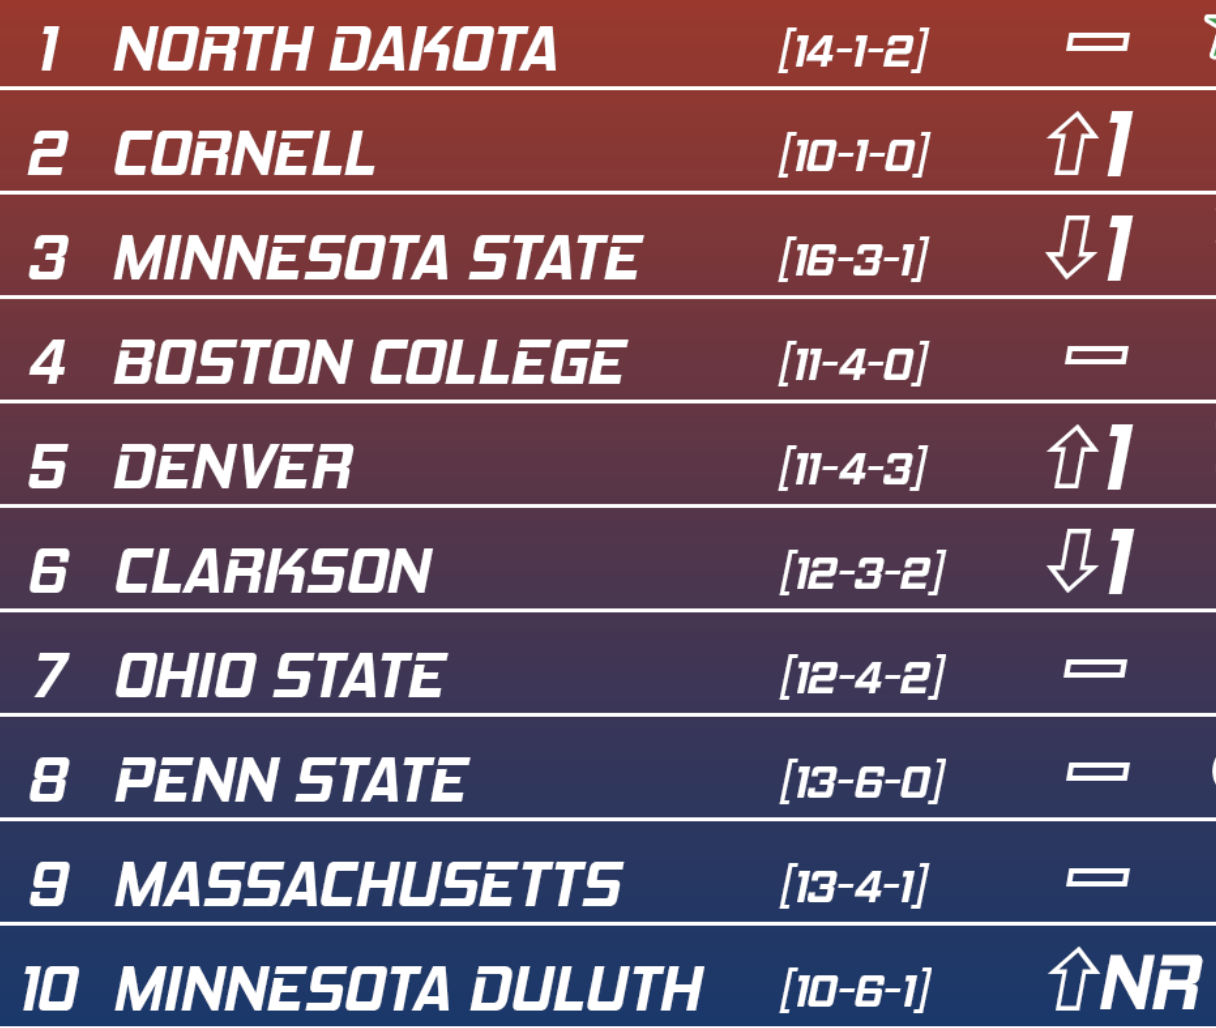 1 NORTH DAKOTA [14-1-2]
2 CORNELL [10-1-0] 1
3 MINNESOTA STATE [16-3-1] 1
4 BOSTON COLLEGE [11-4-0]
5 DENVER [11-4-3] 1
6 CLARKSON [12-3-2] 1
7 OHIO STATE [12-4-2]
8 PENN STATE [13-6-0]
9 MASSACHUSETTS [13-4-1]
10 MINNESOTA DULUTH [10-6-1] NR